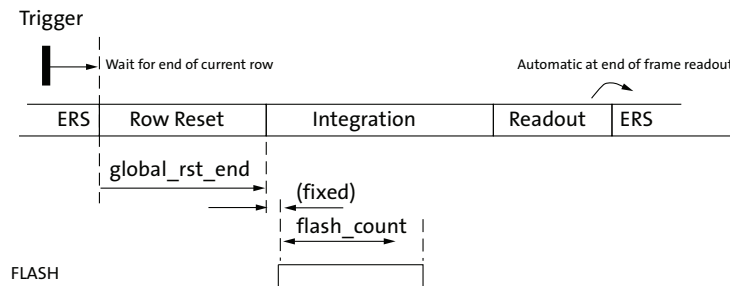 Trigger
Wait for end of current row
Automatic at end of frame readout
ERS Row Reset Integration Readout ERS
global_rst_end
(fixed)
flash_count
FLASH